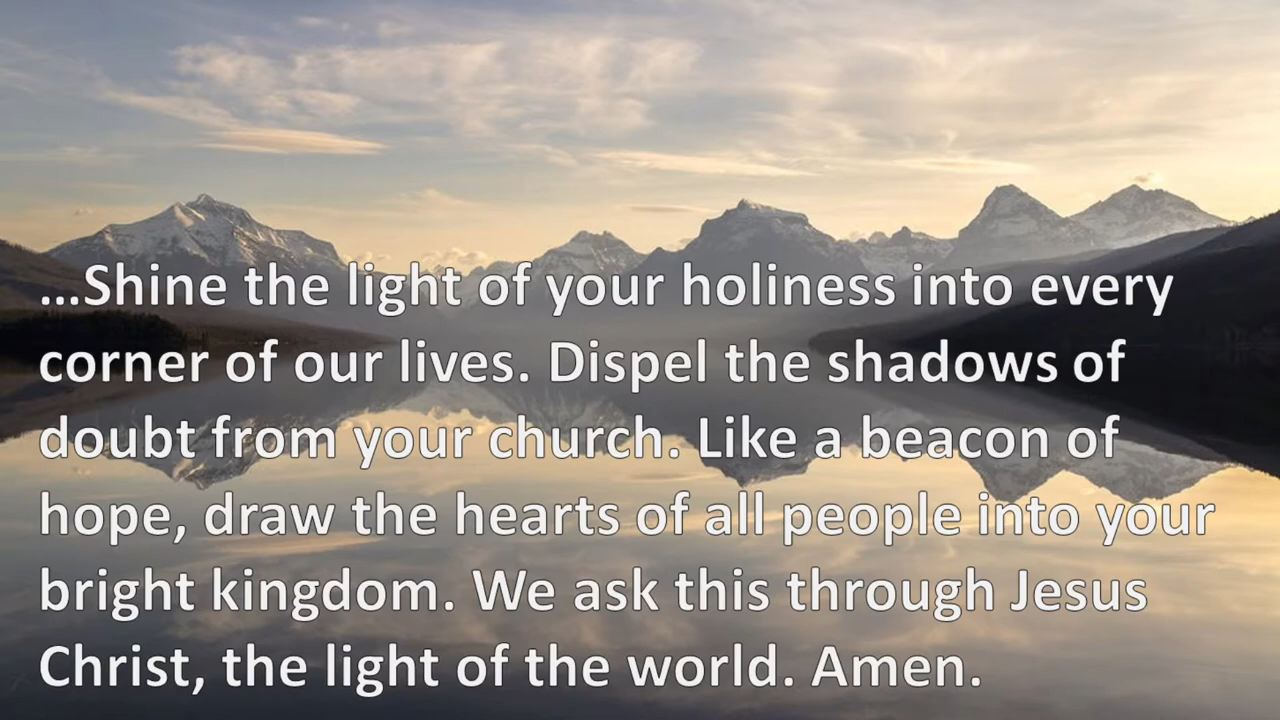 ...Shine the light of your holiness into every
corner of our lives. Dispel the shadows of
doubt from your church. Like a beacon of
hope, draw the hearts of all people into your
bright kingdom. We ask this through Jesus
Christ, the light of the world. Amen.